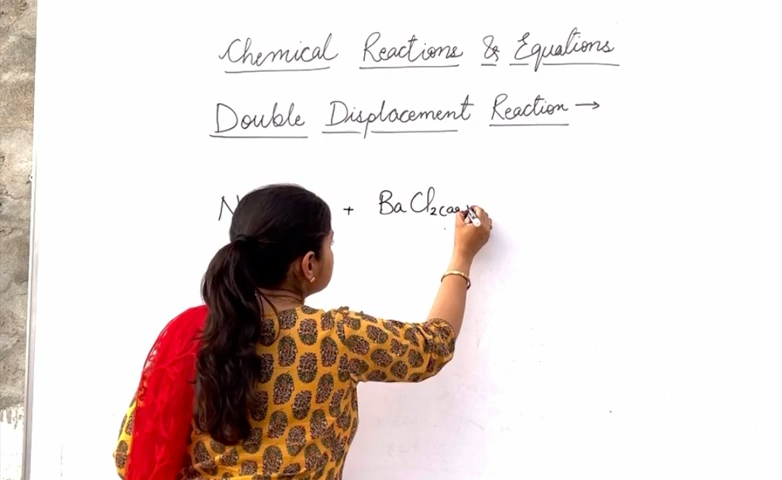 Chemical Reactions & Equations
Double Displacement Reaction →
N + BaCl₂(aq)